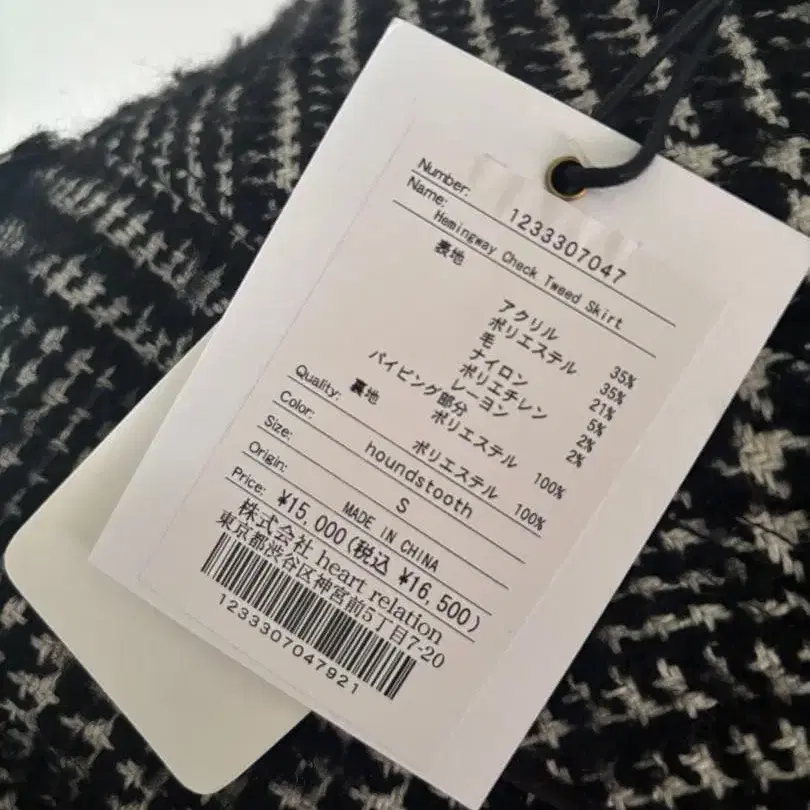 Number: 1233307047
Name: Hemingway Check Tweed Skirt
表地
アクリル 35%
ポリエステル 35%
毛 21%
ナイロン 5%
ポリエチレン 2%
レーヨン 2%
パイピング部分
ポリエステル 100%
Quality: 裏地
ポリエステル 100%
Color: houndstooth
Size: S
Origin: MADE IN CHINA
Price: ¥15,000(税込 ¥16,500)
株式会社 heart relation
東京都渋谷区神宮前5丁目7-20
1233307047921